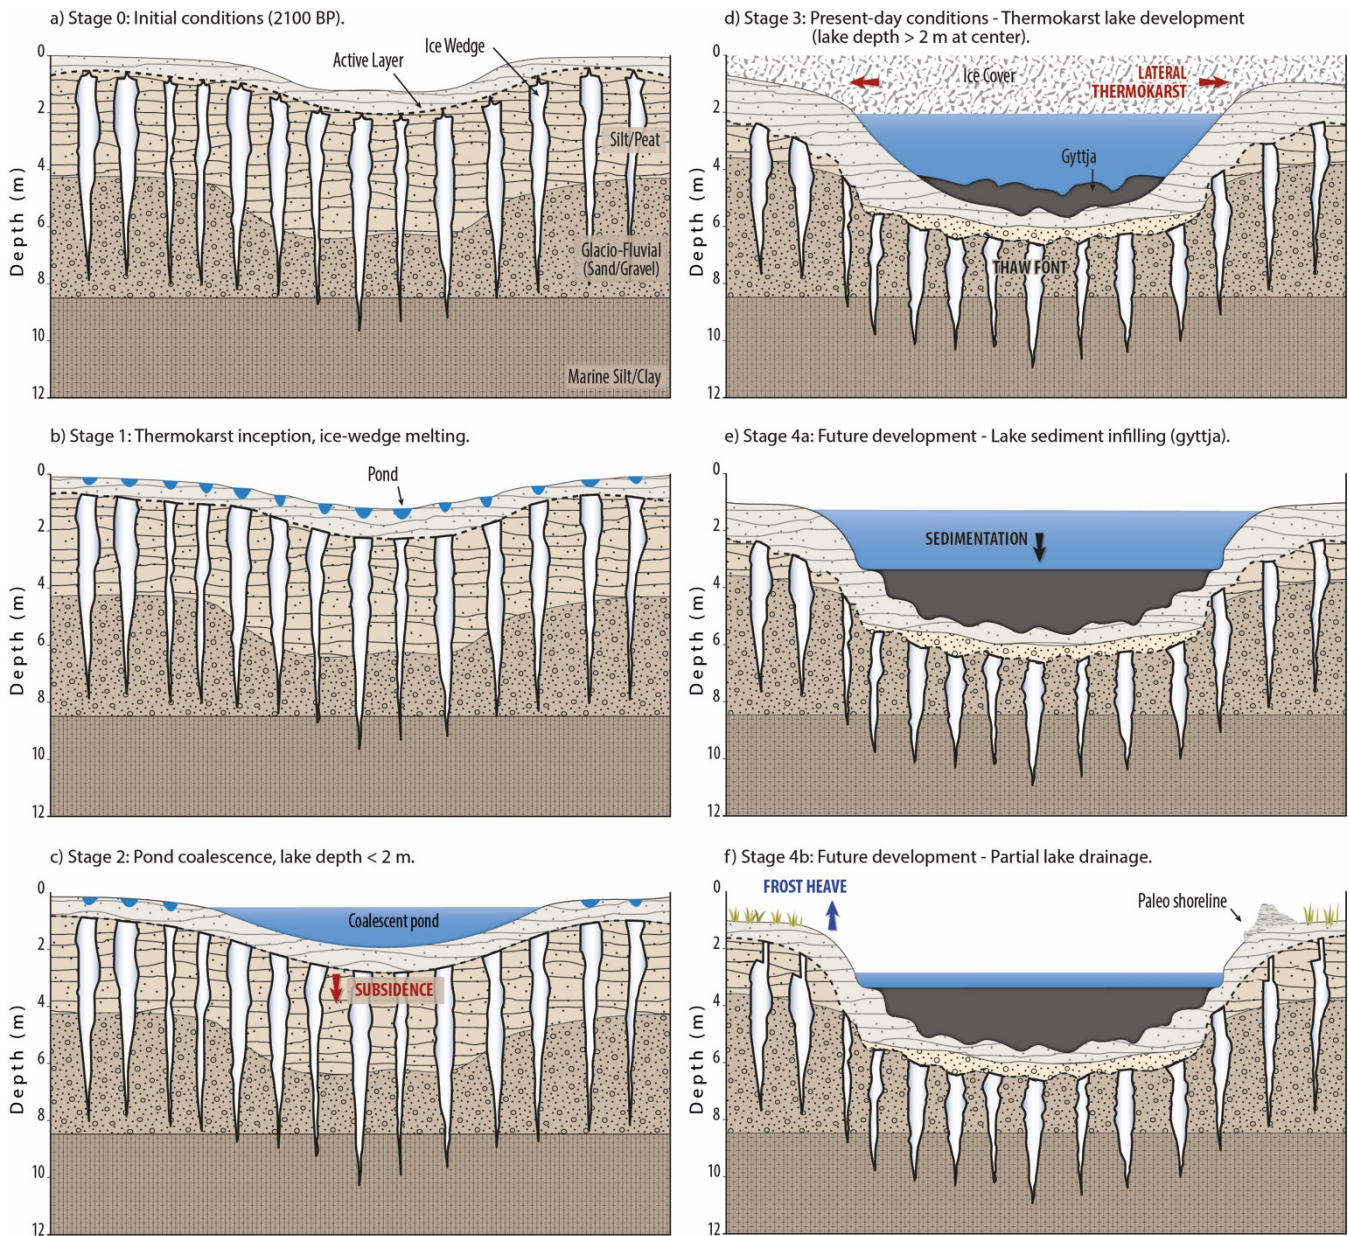 a) Stage 0: Initial conditions (2100 BP).
Depth (m)
0
2
4
6
8
10
12
Active Layer
Ice Wedge
Silt/Peat
Glacio-Fluvial
(Sand/Gravel)
Marine Silt/Clay
b) Stage 1: Thermokarst inception, ice-wedge melting.
Depth (m)
0
2
4
6
8
10
12
Pond
c) Stage 2: Pond coalescence, lake depth < 2 m.
Depth (m)
0
2
4
6
8
10
12
Coalescent pond
SUBSIDENCE
d) Stage 3: Present-day conditions - Thermokarst lake development
(lake depth > 2 m at center).
Depth (m)
0
2
4
6
8
10
12
Ice Cover
LATERAL
THERMOKARST
Gyttja
THAW FONT
e) Stage 4a: Future development - Lake sediment infilling (gyttja).
Depth (m)
0
2
4
6
8
10
12
SEDIMENTATION
f) Stage 4b: Future development - Partial lake drainage.
Depth (m)
0
2
4
6
8
10
12
FROST HEAVE
Paleo shoreline